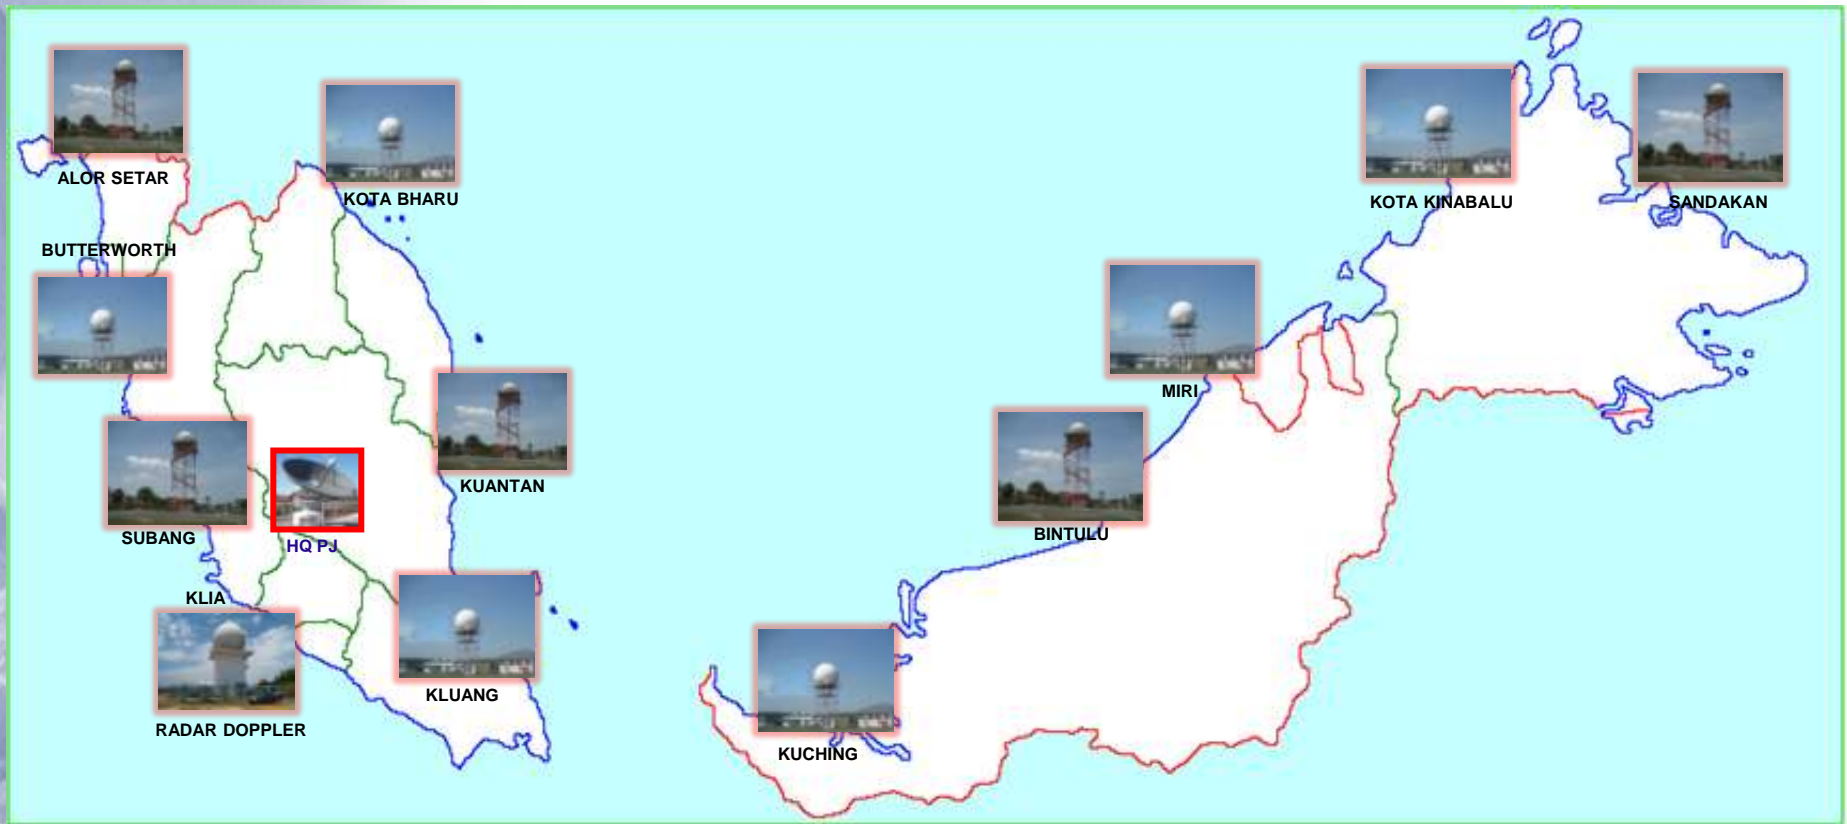 ALOR SETAR
KOTA BHARU
BUTTERWORTH
KUANTAN
SUBANG
HQ PJ
KLIA
RADAR DOPPLER
KLUANG
KOTA KINABALU
SANDAKAN
MIRI
BINTULU
KUCHING